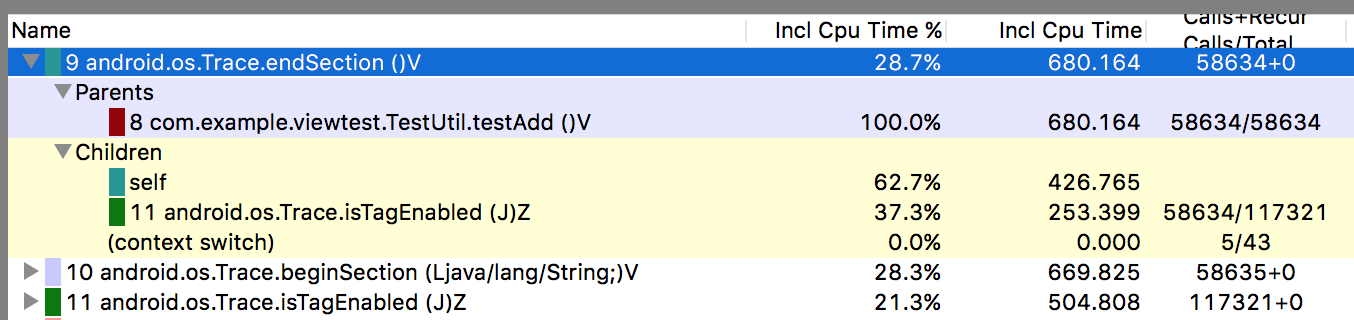 Name Incl Cpu Time % Incl Cpu Time Calls+Recur
Calls/Total
9 android.os.Trace.endSection ()V 28.7% 680.164 58634+0
Parents
8 com.example.viewtest.TestUtil.testAdd ()V 100.0% 680.164 58634/58634
Children
self 62.7% 426.765
11 android.os.Trace.isTagEnabled (J)Z 37.3% 253.399 58634/117321
(context switch) 0.0% 0.000 5/43
10 android.os.Trace.beginSection (Ljava/lang/String;)V 28.3% 669.825 58635+0
11 android.os.Trace.isTagEnabled (J)Z 21.3% 504.808 117321+0